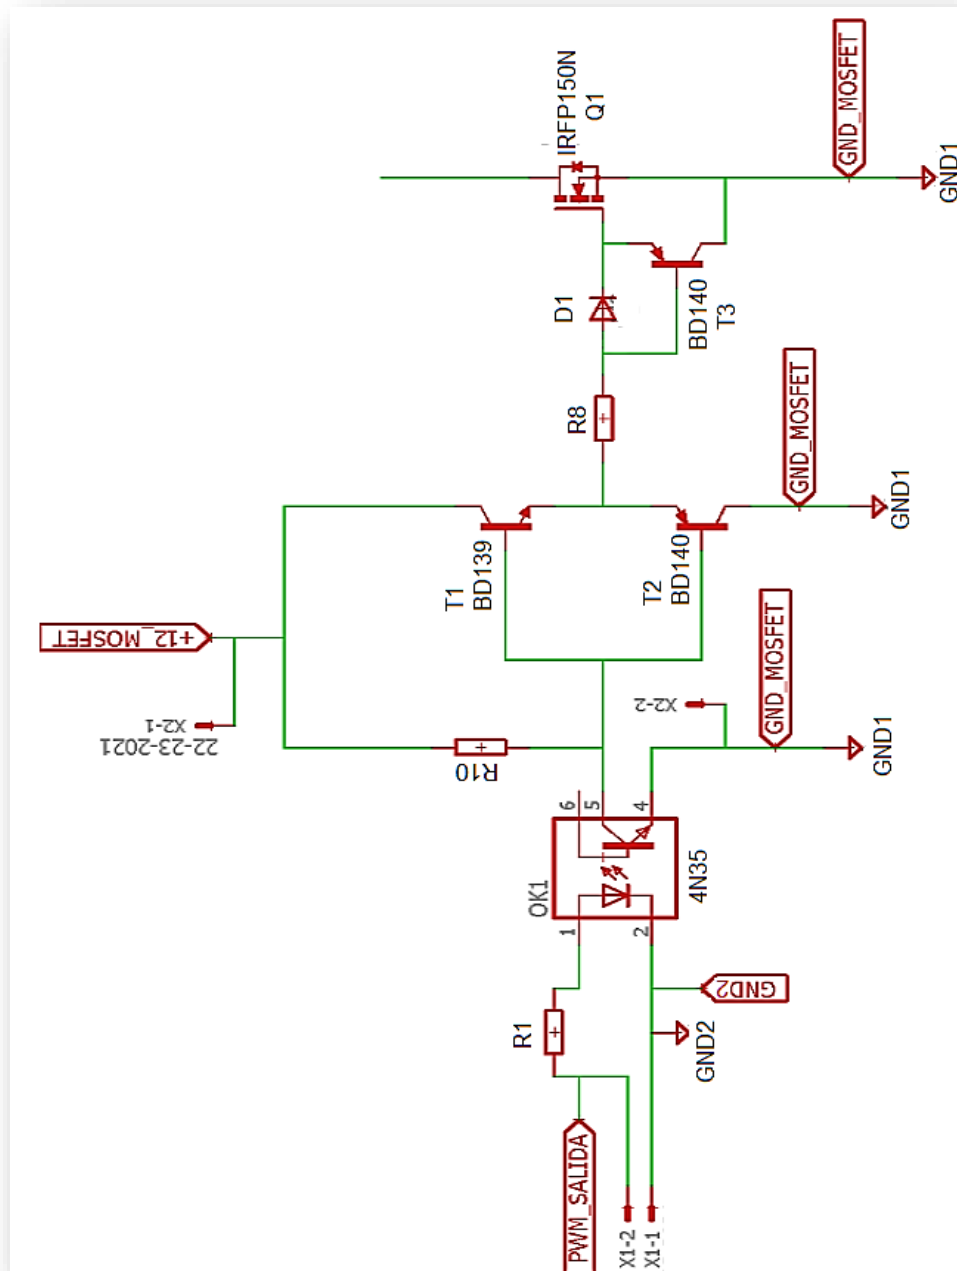 IRFP150N
Q1
GND_MOSFET
GND1
D1
BD140
T3
R8
GND_MOSFET
GND1
T1
BD139
T2
BD140
+12_MOSFET
X2-1
22-23-2021
X2-2
GND_MOSFET
GND1
R10
6
5
4
OK1
4N35
1
2
R1
GND2
GND2
PWM_SALIDA
X1-2
X1-1